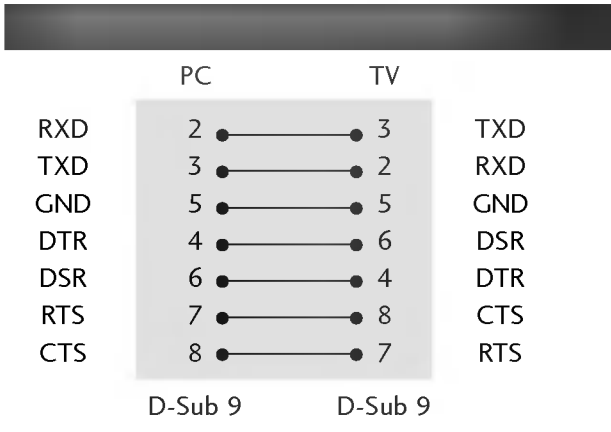 PC TV
RXD 2 3 TXD
TXD 3 2 RXD
GND 5 5 GND
DTR 4 6 DSR
DSR 6 4 DTR
RTS 7 8 CTS
CTS 8 7 RTS
D-Sub 9 D-Sub 9